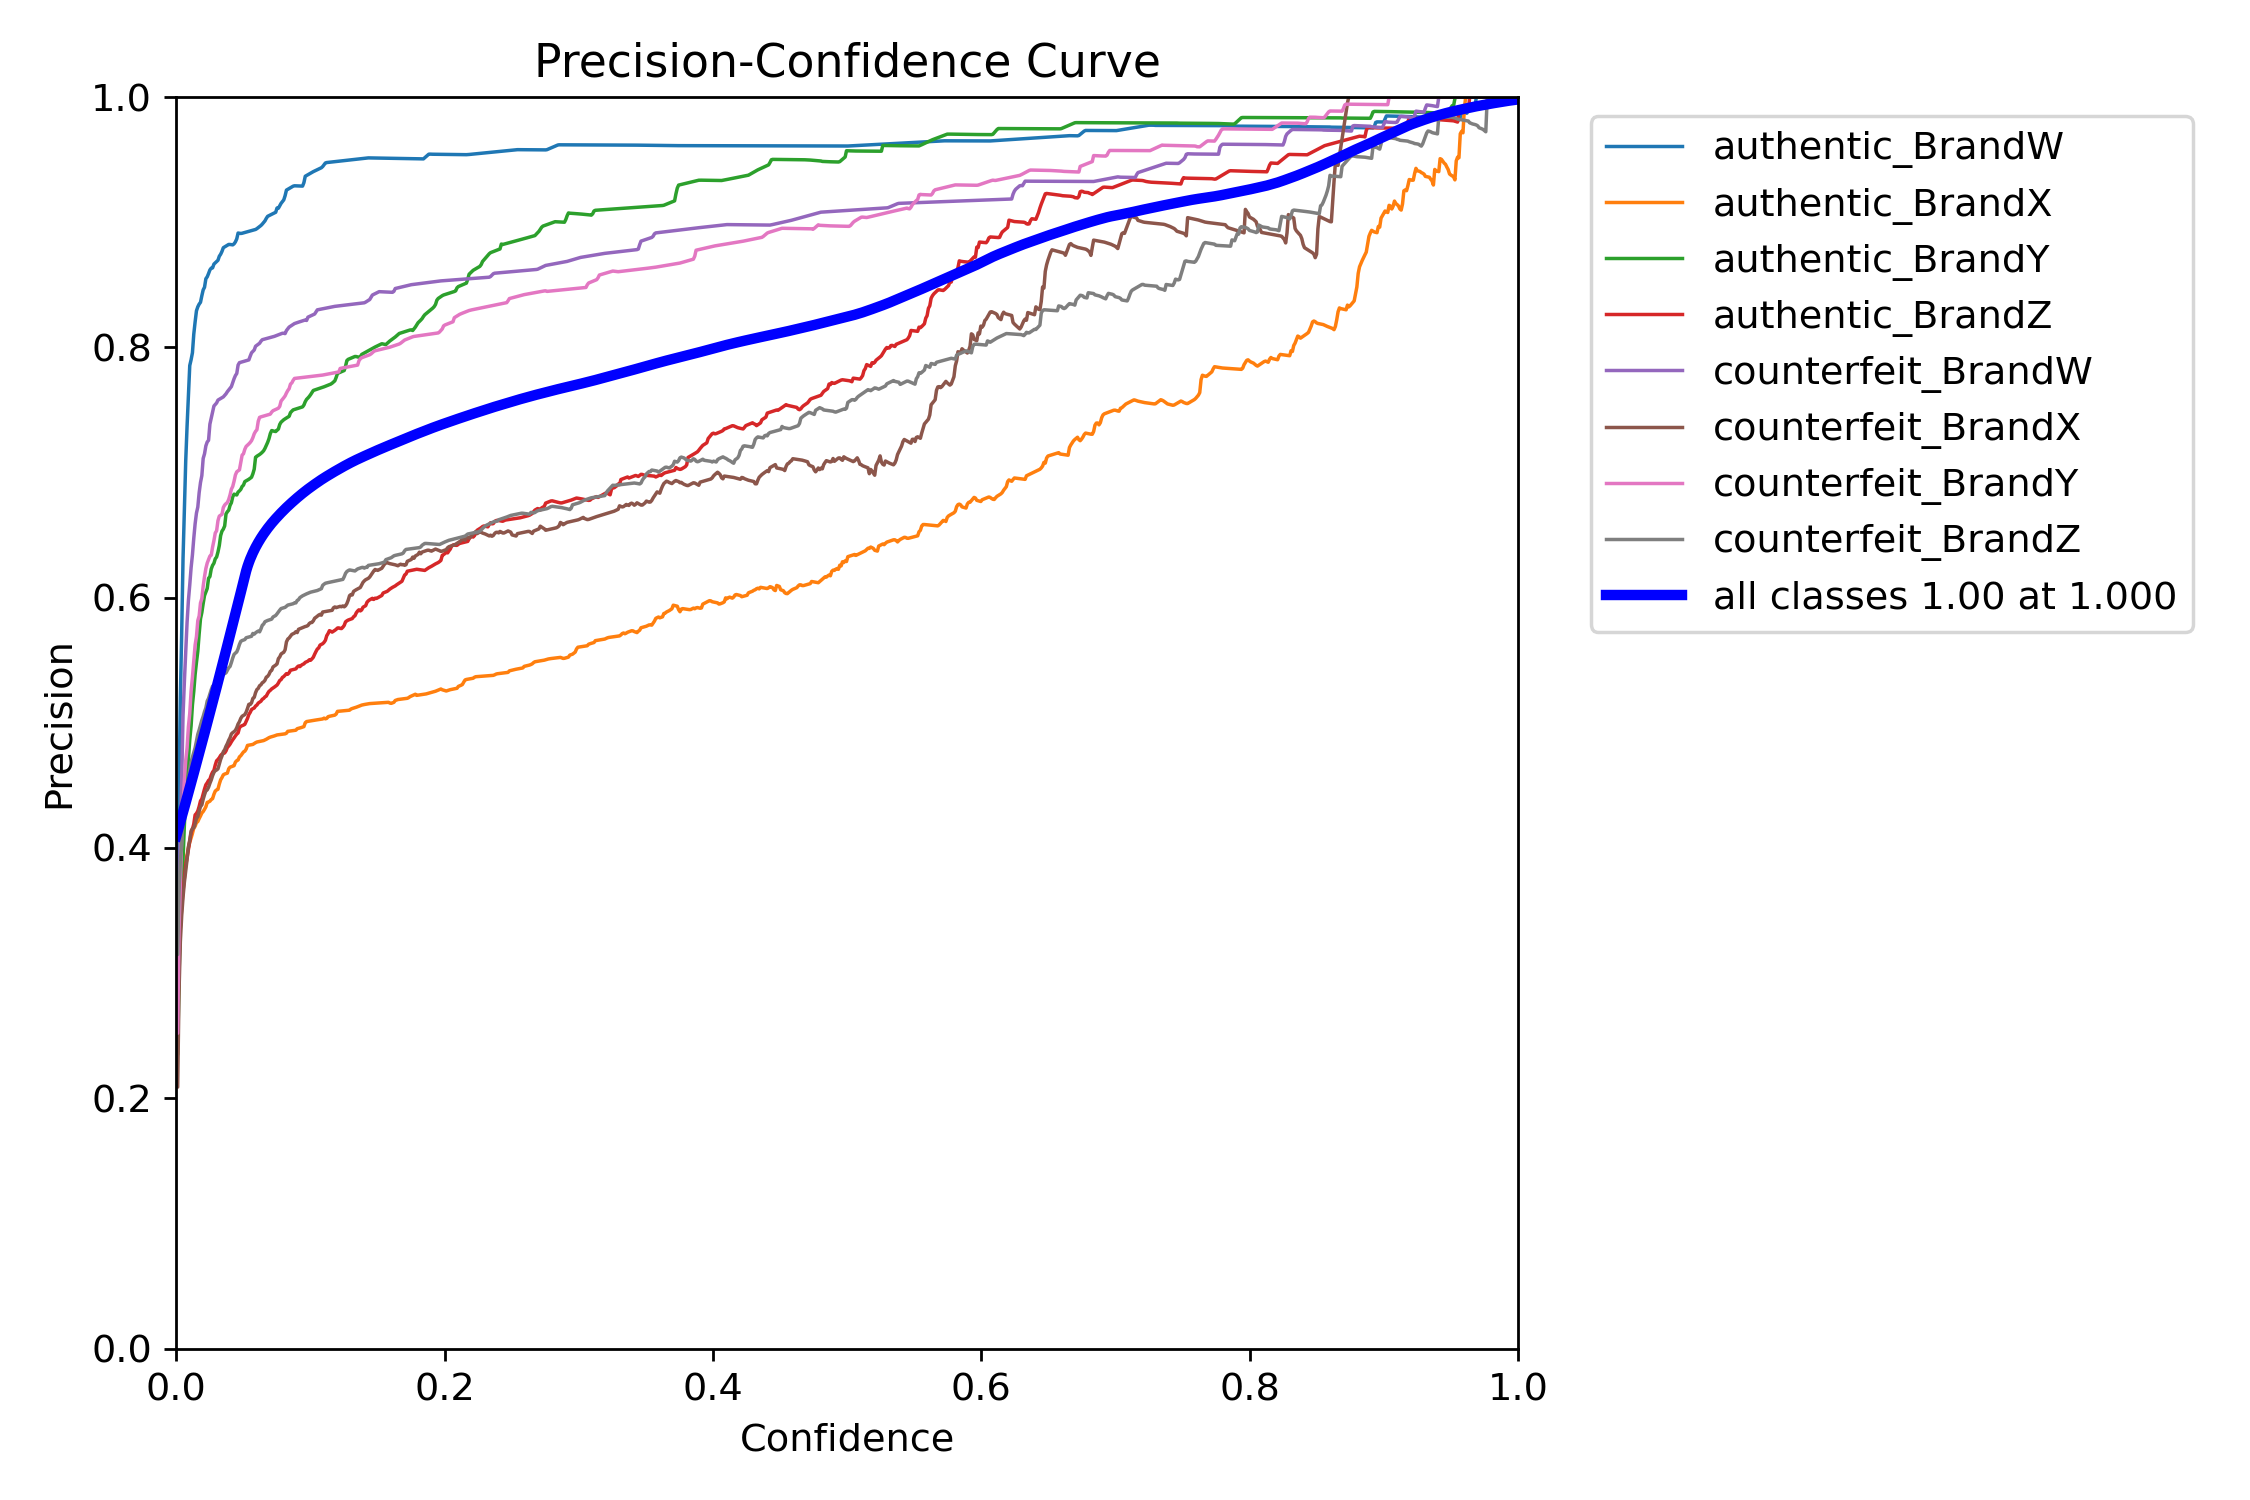 Precision-Confidence Curve
1.0
0.8
0.6
0.4
0.2
0.0
Precision
0.0 0.2 0.4 0.6 0.8 1.0
Confidence
authentic_BrandW
authentic_BrandX
authentic_BrandY
authentic_BrandZ
counterfeit_BrandW
counterfeit_BrandX
counterfeit_BrandY
counterfeit_BrandZ
all classes 1.00 at 1.000